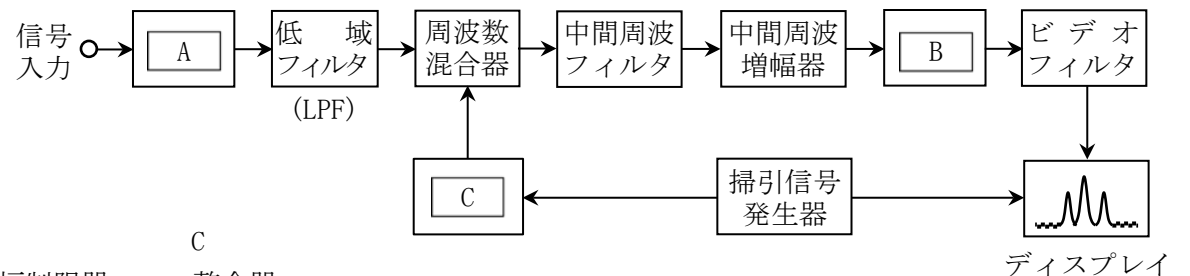 信号
入力
A
低 域
フィルタ
(LPF)
周波数
混合器
中間周波
フィルタ
中間周波
増幅器
B
ビ デ オ
フィルタ
C
掃引信号
発生器
ディスプレイ
C